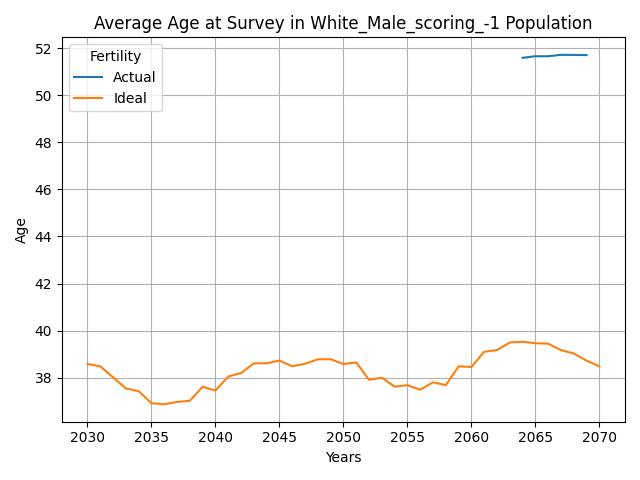 Average Age at Survey in White_Male_scoring_-1 Population
Fertility
Actual
Ideal
Age
52
50
48
46
44
42
40
38
2030 2035 2040 2045 2050 2055 2060 2065 2070
Years